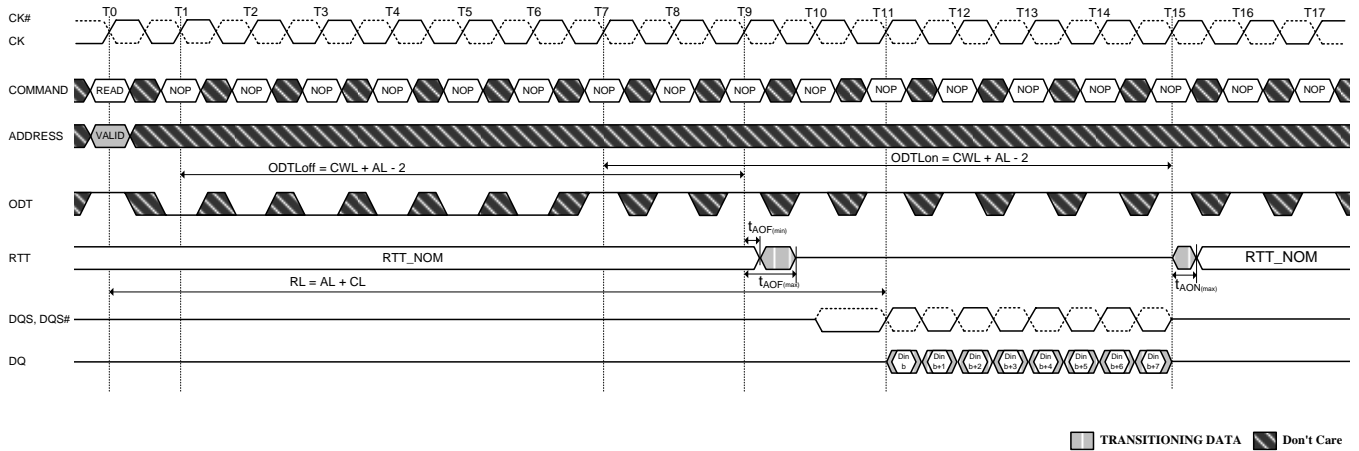 CK#
CK
T0 T1 T2 T3 T4 T5 T6 T7 T8 T9 T10 T11 T12 T13 T14 T15 T16 T17
COMMAND READ NOP NOP NOP NOP NOP NOP NOP NOP NOP NOP NOP NOP NOP NOP NOP NOP NOP
ADDRESS VALID
ODTLoff = CWL + AL - 2
ODTLon = CWL + AL - 2
ODT
tAOF(min)
RTT RTT_NOM RTT_NOM
tAOF(max)
tAON(max)
RL = AL + CL
DQS, DQS#
DQ
Din b
Din b+1
Din b+2
Din b+3
Din b+4
Din b+5
Din b+6
Din b+7
TRANSITIONING DATA
Don't Care